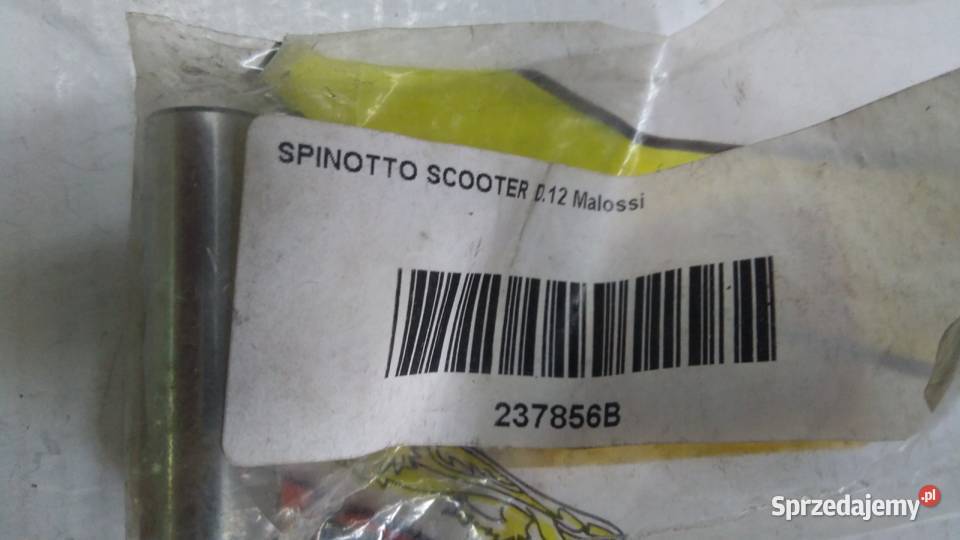 SPINOTTO SCOOTER D.12 Malossi
237856B
Sprzedajemy.pl